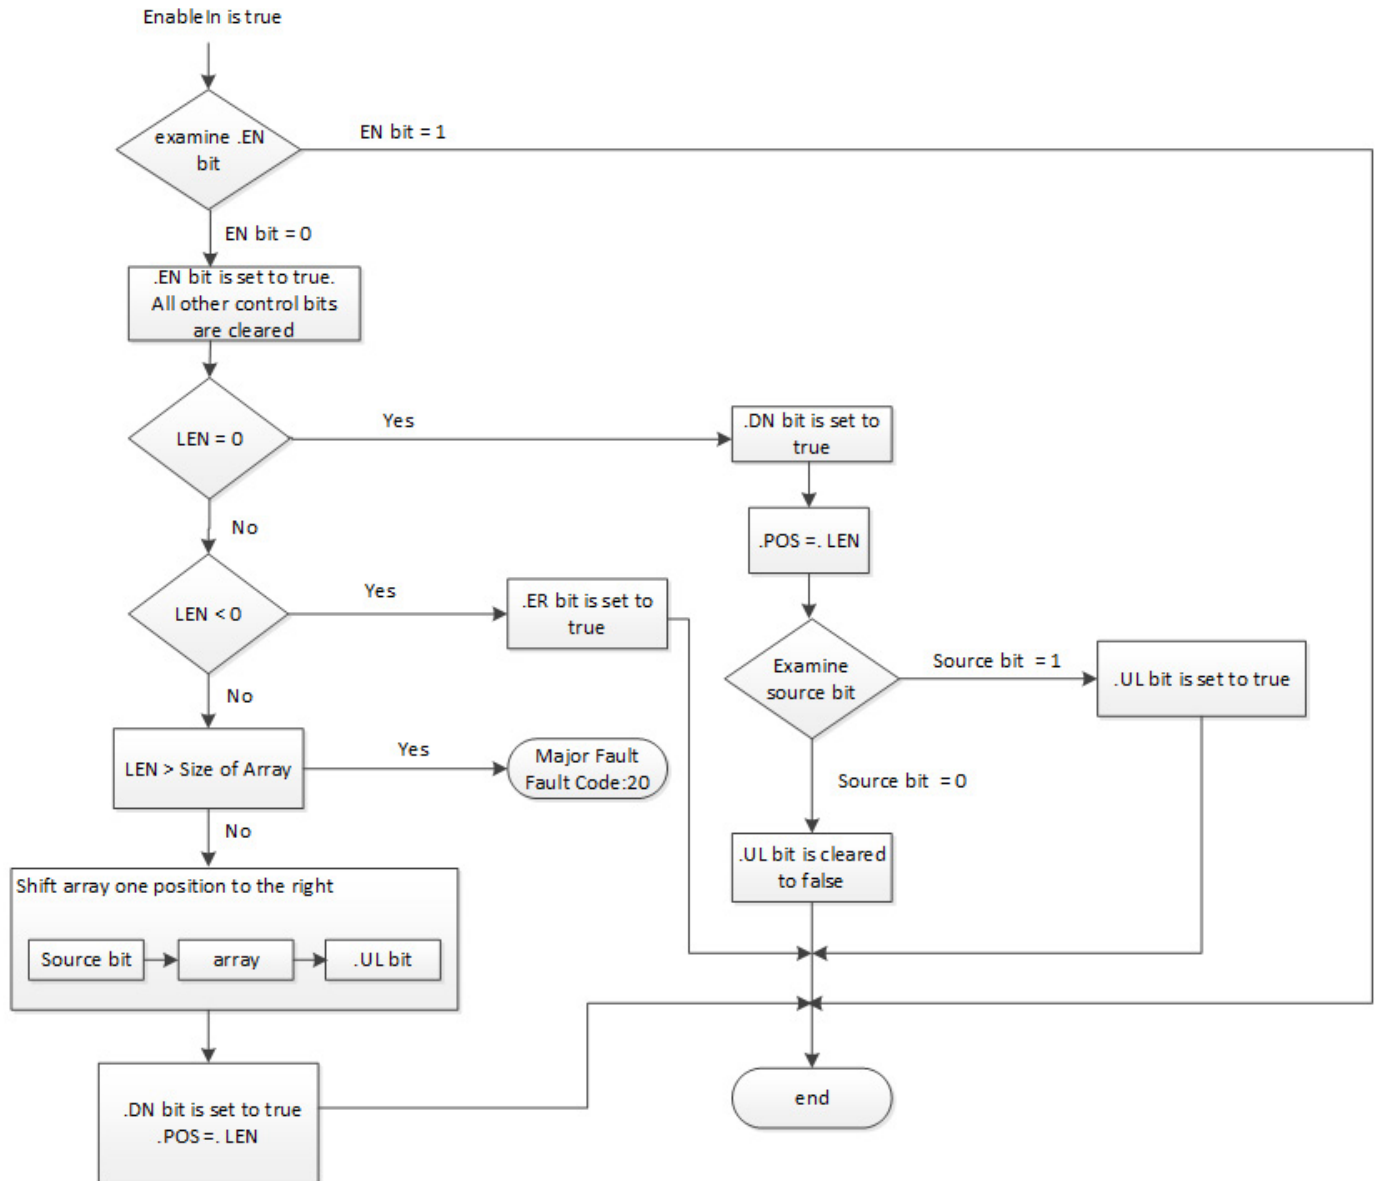 EnableIn is true
examine .EN
bit
EN bit = 1
EN bit = 0
.EN bit is set to true.
All other control bits
are cleared
LEN = 0
Yes
.DN bit is set to
true
No
.POS =. LEN
LEN < 0
Yes
.ER bit is set to
true
Examine
source bit
Source bit  = 1
.UL bit is set to true
No
LEN > Size of Array
Yes
Major Fault
Fault Code:20
Source bit  = 0
No
.UL bit is cleared
to false
Shift array one position to the right
Source bit
array
.UL bit
.DN bit is set to true
.POS =. LEN
end